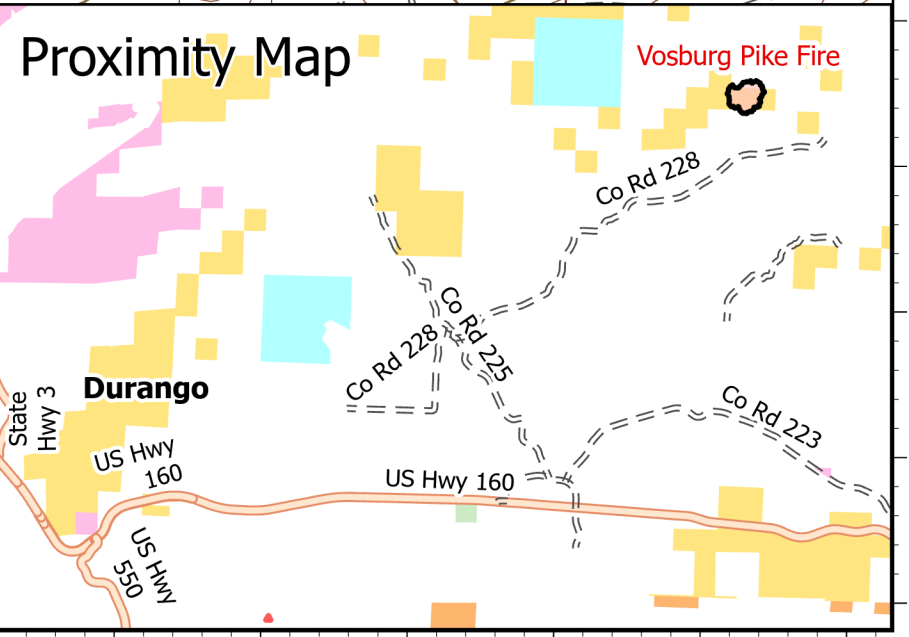 Proximity Map
Vosburg Pike Fire
Co Rd 228
Co Rd 225
Co Rd 228
Durango
State
Hwy 3
Co Rd 223
US Hwy
160
US Hwy 160
US Hwy
550